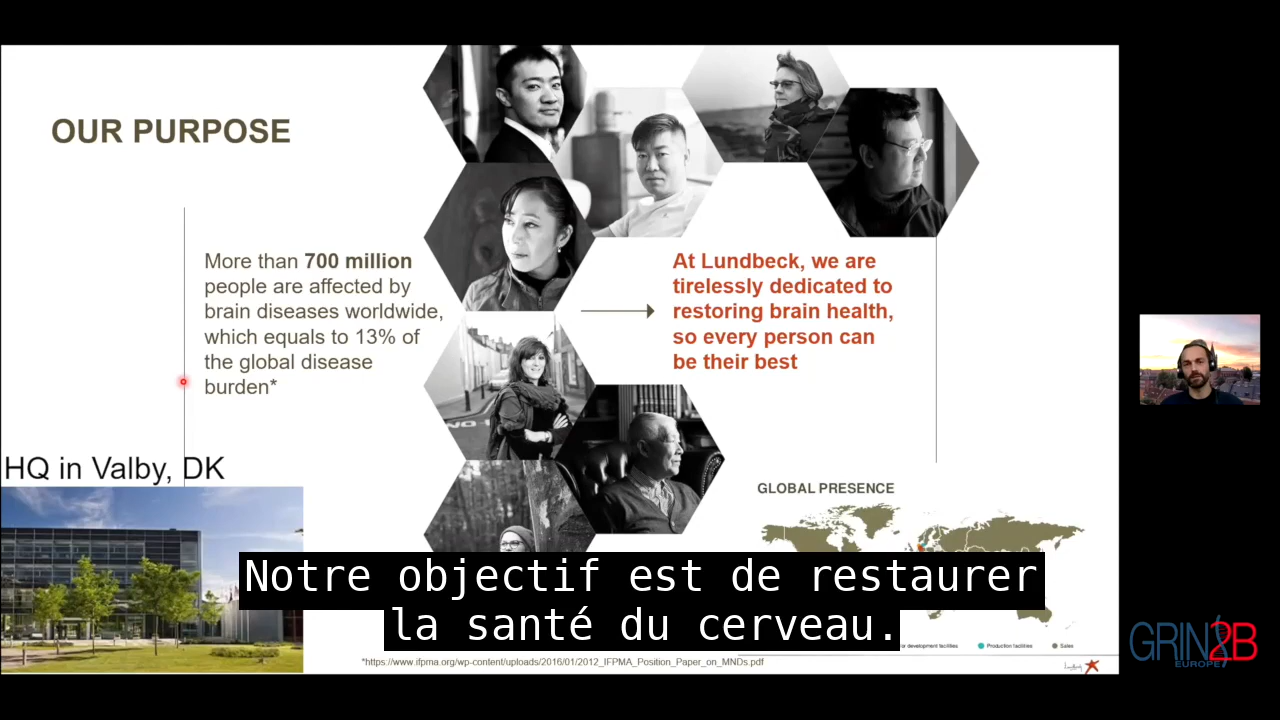 OUR PURPOSE
More than 700 million
people are affected by
brain diseases worldwide,
which equals to 13% of
the global disease
burden*
At Lundbeck, we are
tirelessly dedicated to
restoring brain health,
so every person can
be their best
HQ in Valby, DK
GLOBAL PRESENCE
Notre objectif est de restaurer
la santé du cerveau.
development facilities
Production facilities
Sales
*https://www.ifpma.org/wp-content/uploads/2016/01/2012_IFPMA_Position_Paper_on_MNDs.pdf
Lundbeck
GRIN2B
EUROPE